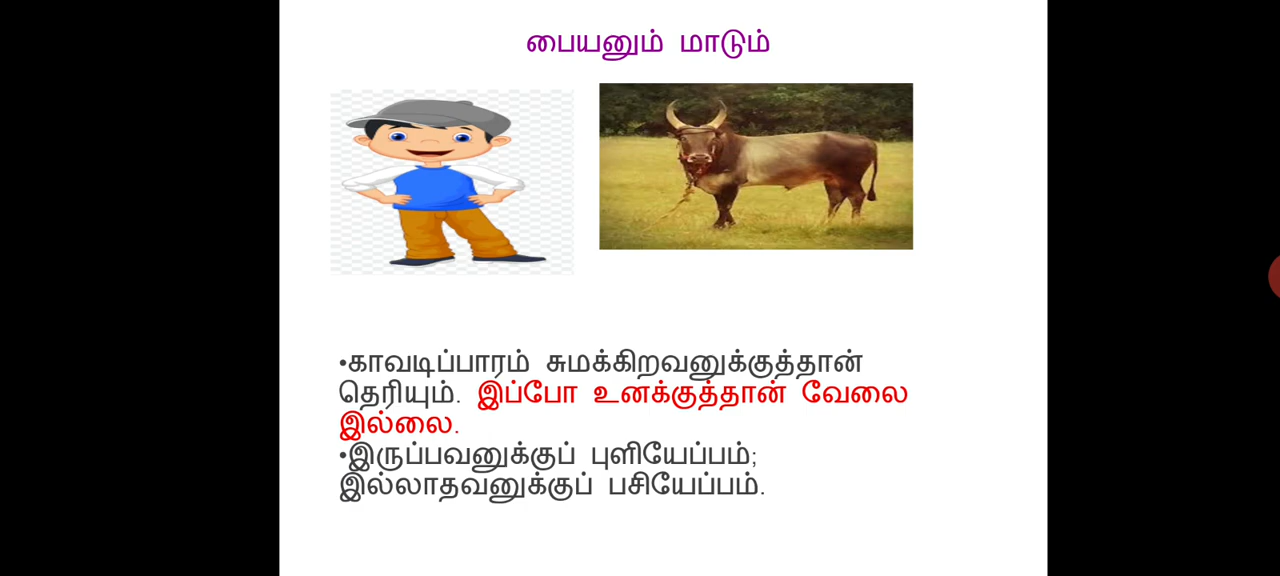 பையனும் மாடும்
•காவடிப்பாரம் சுமக்கிறவனுக்குத்தான்
தெரியும். இப்போ உனக்குத்தான் வேலை
இல்லை.
•இருப்பவனுக்குப் புளியேப்பம்;
இல்லாதவனுக்குப் பசியேப்பம்.